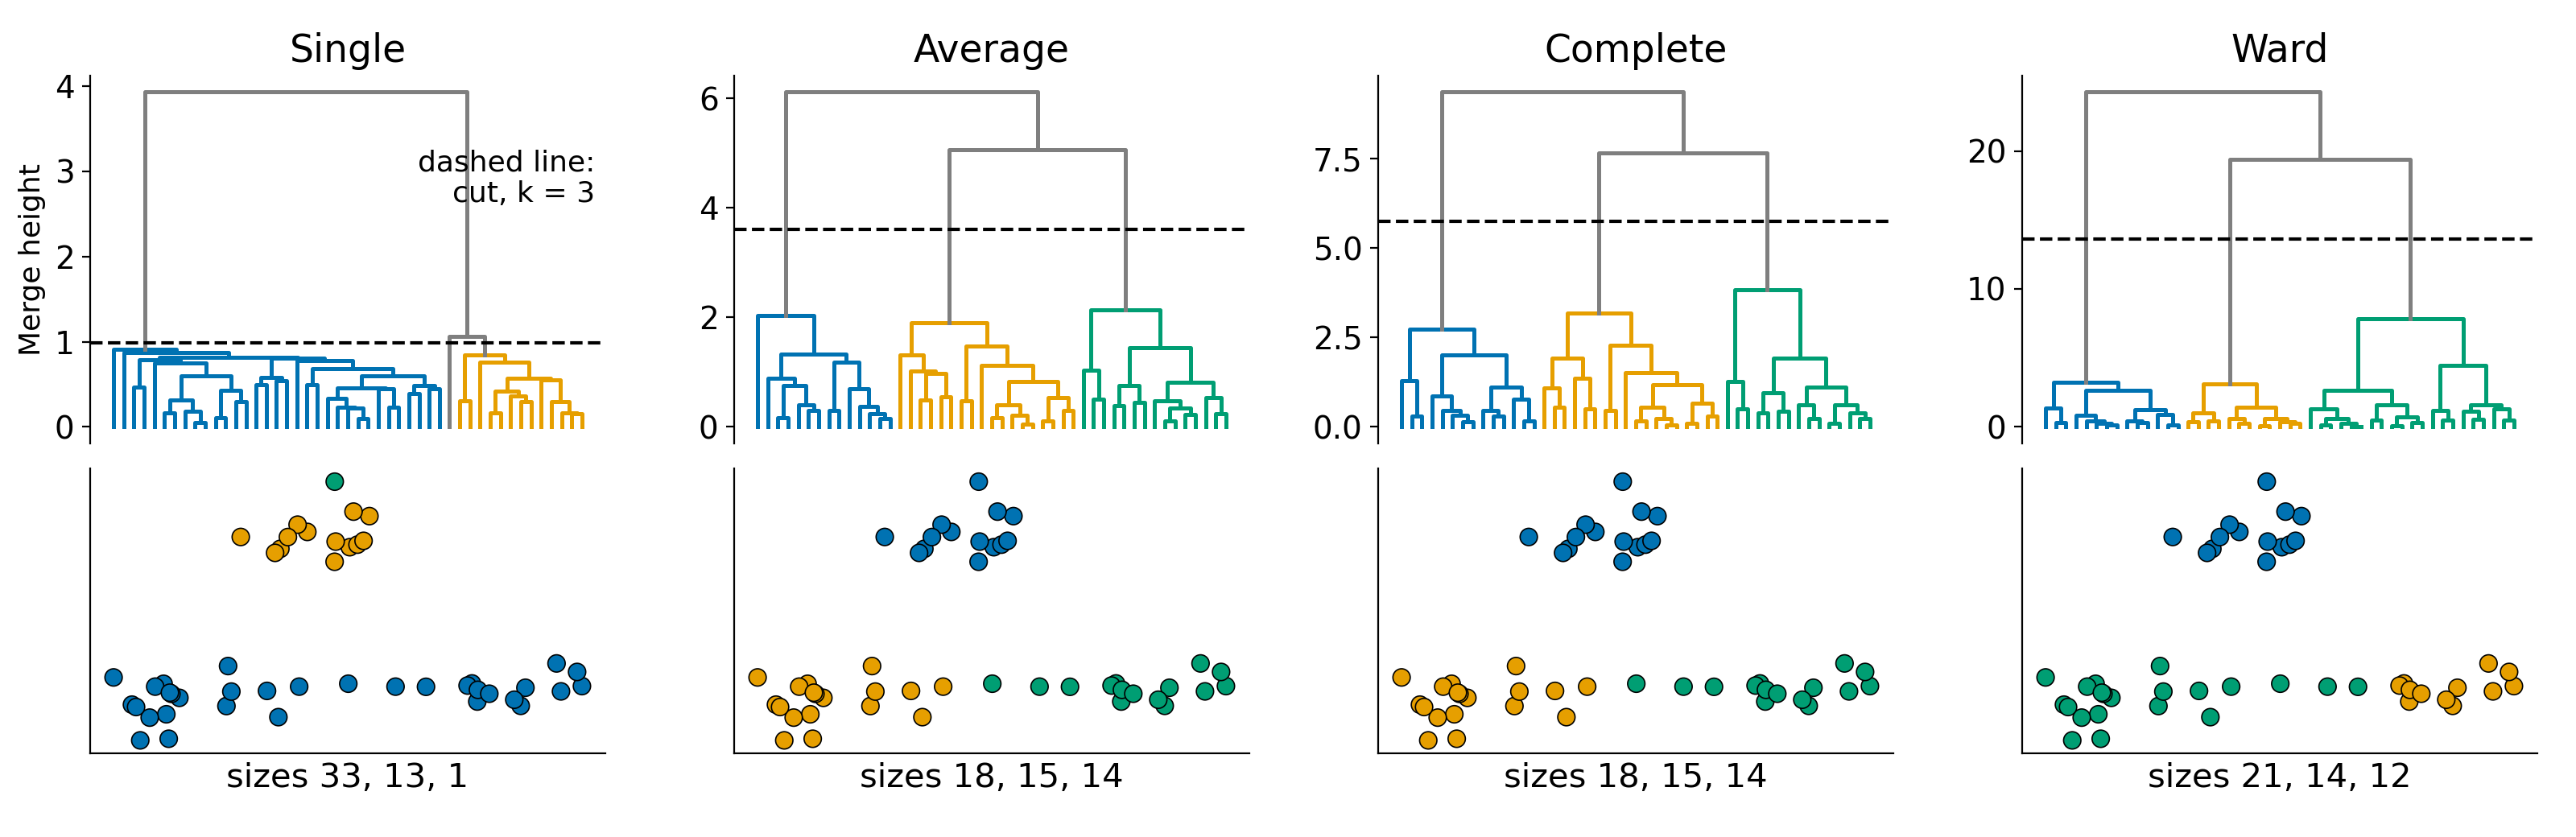 Single
Average
Complete
Ward
Merge height
4
3
2
1
0
dashed line:
cut, k = 3
6
4
2
0
7.5
5.0
2.5
0.0
20
10
0
sizes 33, 13, 1
sizes 18, 15, 14
sizes 18, 15, 14
sizes 21, 14, 12